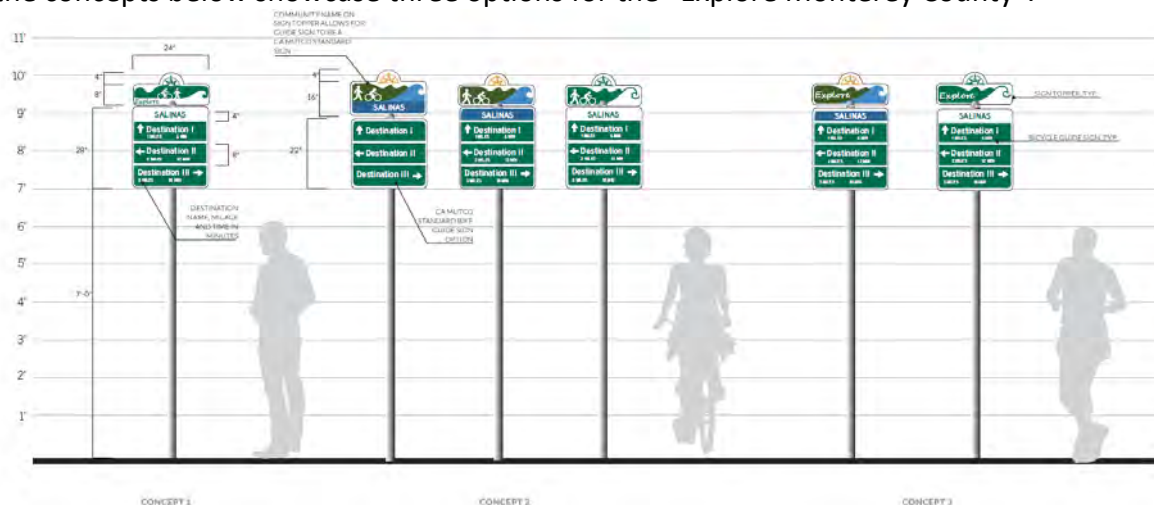 the concepts below showcase three options for the "Explore Monterey County".
COMMUNITY NAME ON
SIGN TOPPER ALLOWS FOR
GUIDE SIGN TO BE A
CA MUTCD STANDARD
SIGN
11'
10'
9'
8'
7'
6'
5'
4'
3'
2'
1'
24"
4"
8"
28"
4"
6"
7'-0"
Explore
SALINAS
Destination I
Destination II
Destination III
DESTINATION
NAME, MILAGE
AND TIME IN
MINUTES
4"
16"
22"
SALINAS
Destination I
Destination II
Destination III
CA MUTCD
STANDARD BIKE
GUIDE SIGN
OPTION
SALINAS
Destination I
Destination II
Destination III
SALINAS
Destination I
Destination II
Destination III
Explore
SALINAS
Destination I
Destination II
Destination III
Explore
SALINAS
Destination I
Destination II
Destination III
SIGN TOPPER, TYP.
BICYCLE GUIDE SIGN, TYP.
CONCEPT 1
CONCEPT 2
CONCEPT 3